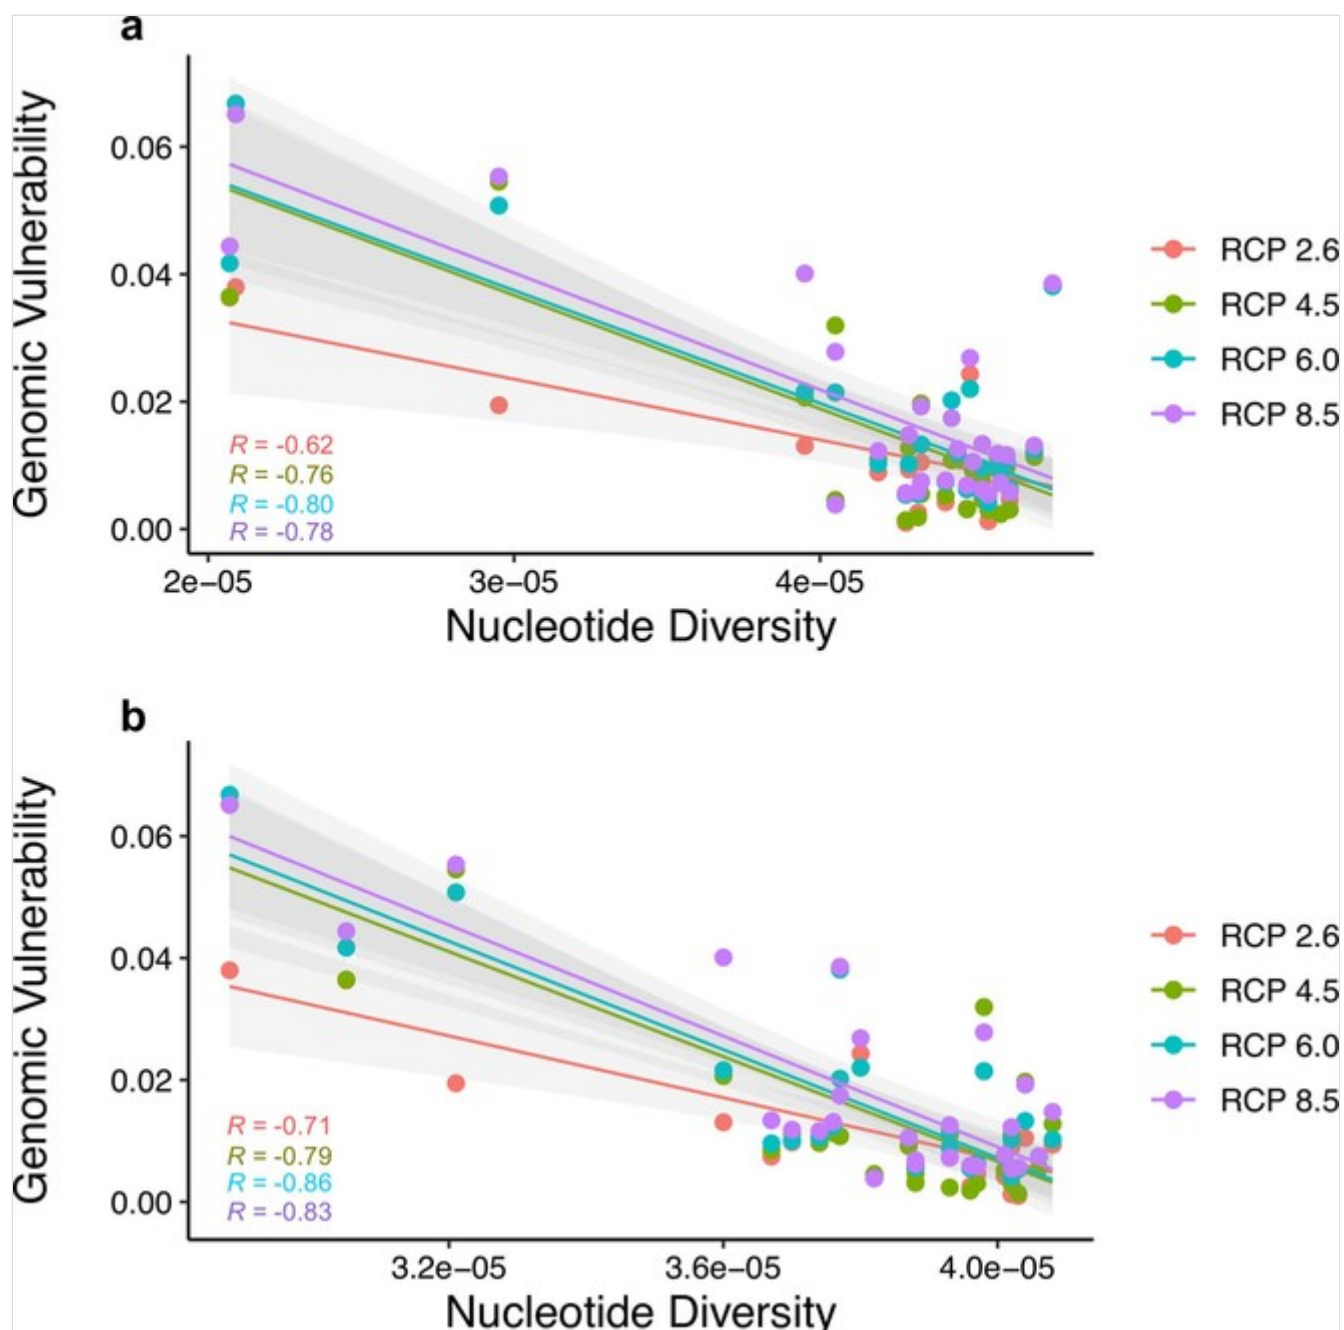 a
Genomic Vulnerability
0.06
0.04
0.02
0.00
R = -0.62
R = -0.76
R = -0.80
R = -0.78
2e−05
3e−05
4e−05
Nucleotide Diversity
RCP 2.6
RCP 4.5
RCP 6.0
RCP 8.5
b
Genomic Vulnerability
0.06
0.04
0.02
0.00
R = -0.71
R = -0.79
R = -0.86
R = -0.83
3.2e−05
3.6e−05
4.0e−05
Nucleotide Diversity
RCP 2.6
RCP 4.5
RCP 6.0
RCP 8.5